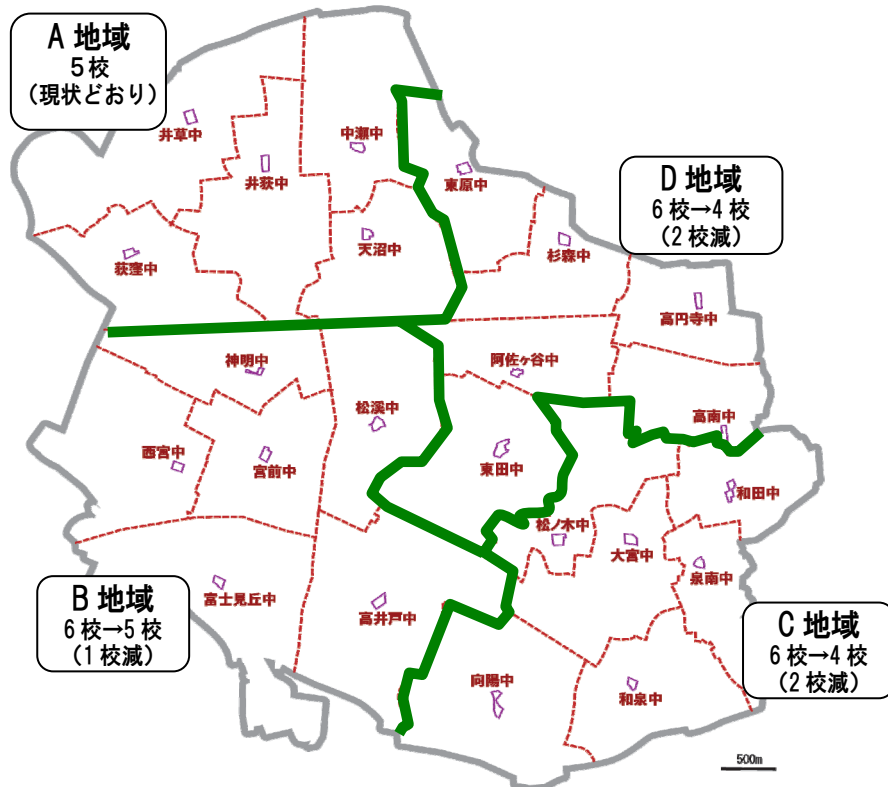 A 地域
5校
(現状どおり)
井草中
井荻中
中瀬中
東原中
D 地域
6校→4校
(2校減)
荻窪中
天沼中
杉森中
高円寺中
神明中
阿佐ヶ谷中
松溪中
高南中
西宮中
宮前中
東田中
和田中
松ノ木中
大宮中
泉南中
B 地域
6校→5校
(1校減)
富士見丘中
高井戸中
C 地域
6校→4校
(2校減)
向陽中
和泉中
500m